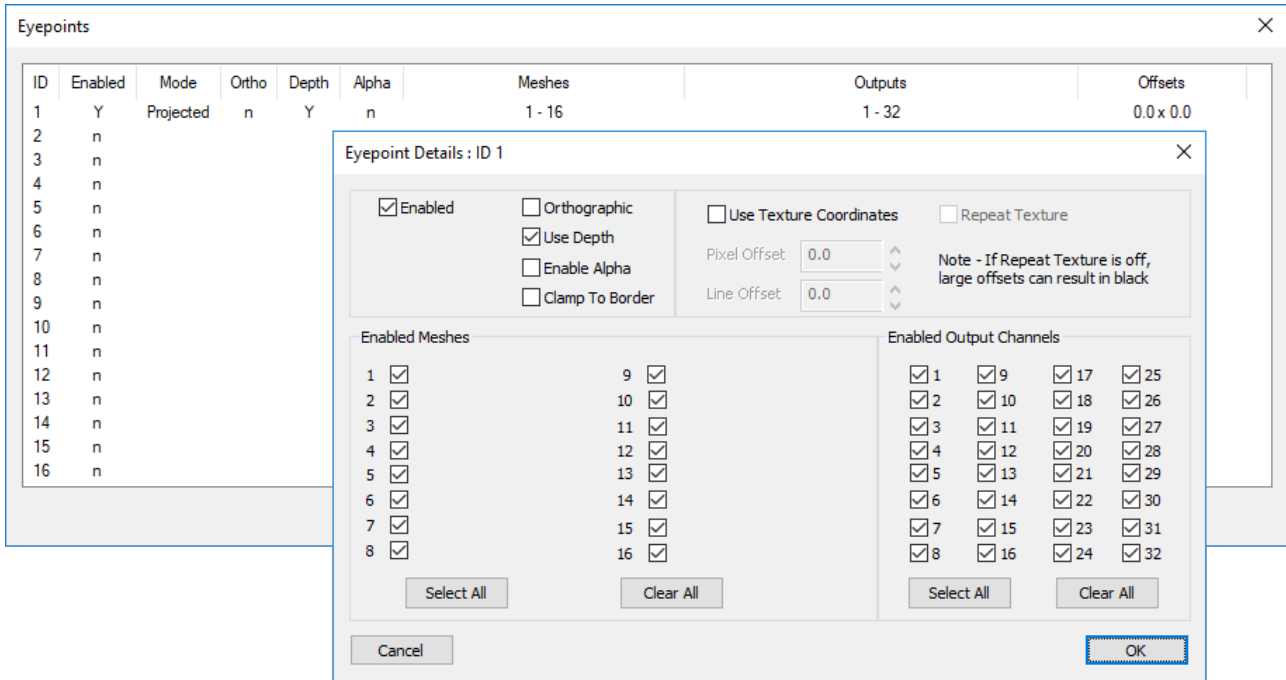 Eyepoints
ID Enabled Mode Ortho Depth Alpha Meshes Outputs Offsets
1 Y Projected n Y n 1 - 16 1 - 32 0.0 x 0.0
2 n
3 n
4 n
5 n
6 n
7 n
8 n
9 n
10 n
11 n
12 n
13 n
14 n
15 n
16 n
Eyepoint Details : ID 1
Enabled
Orthographic
Use Depth
Enable Alpha
Clamp To Border
Use Texture Coordinates Repeat Texture
Pixel Offset 0.0
Line Offset 0.0
Note - If Repeat Texture is off,
large offsets can result in black
Enabled Meshes
1 9
2 10
3 11
4 12
5 13
6 14
7 15
8 16
Select All Clear All
Enabled Output Channels
1 9 17 25
2 10 18 26
3 11 19 27
4 12 20 28
5 13 21 29
6 14 22 30
7 15 23 31
8 16 24 32
Select All Clear All
Cancel OK